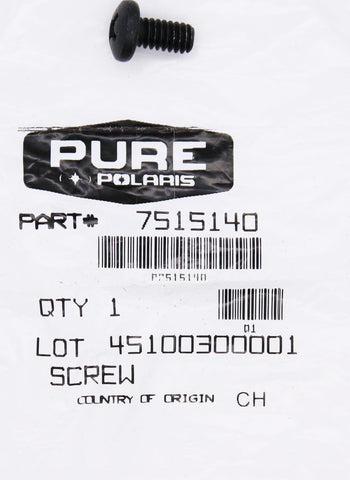 PURE
POLARIS
PART# 7515140
P7515140
QTY 1
01
LOT 45100300001
SCREW
COUNTRY OF ORIGIN CH